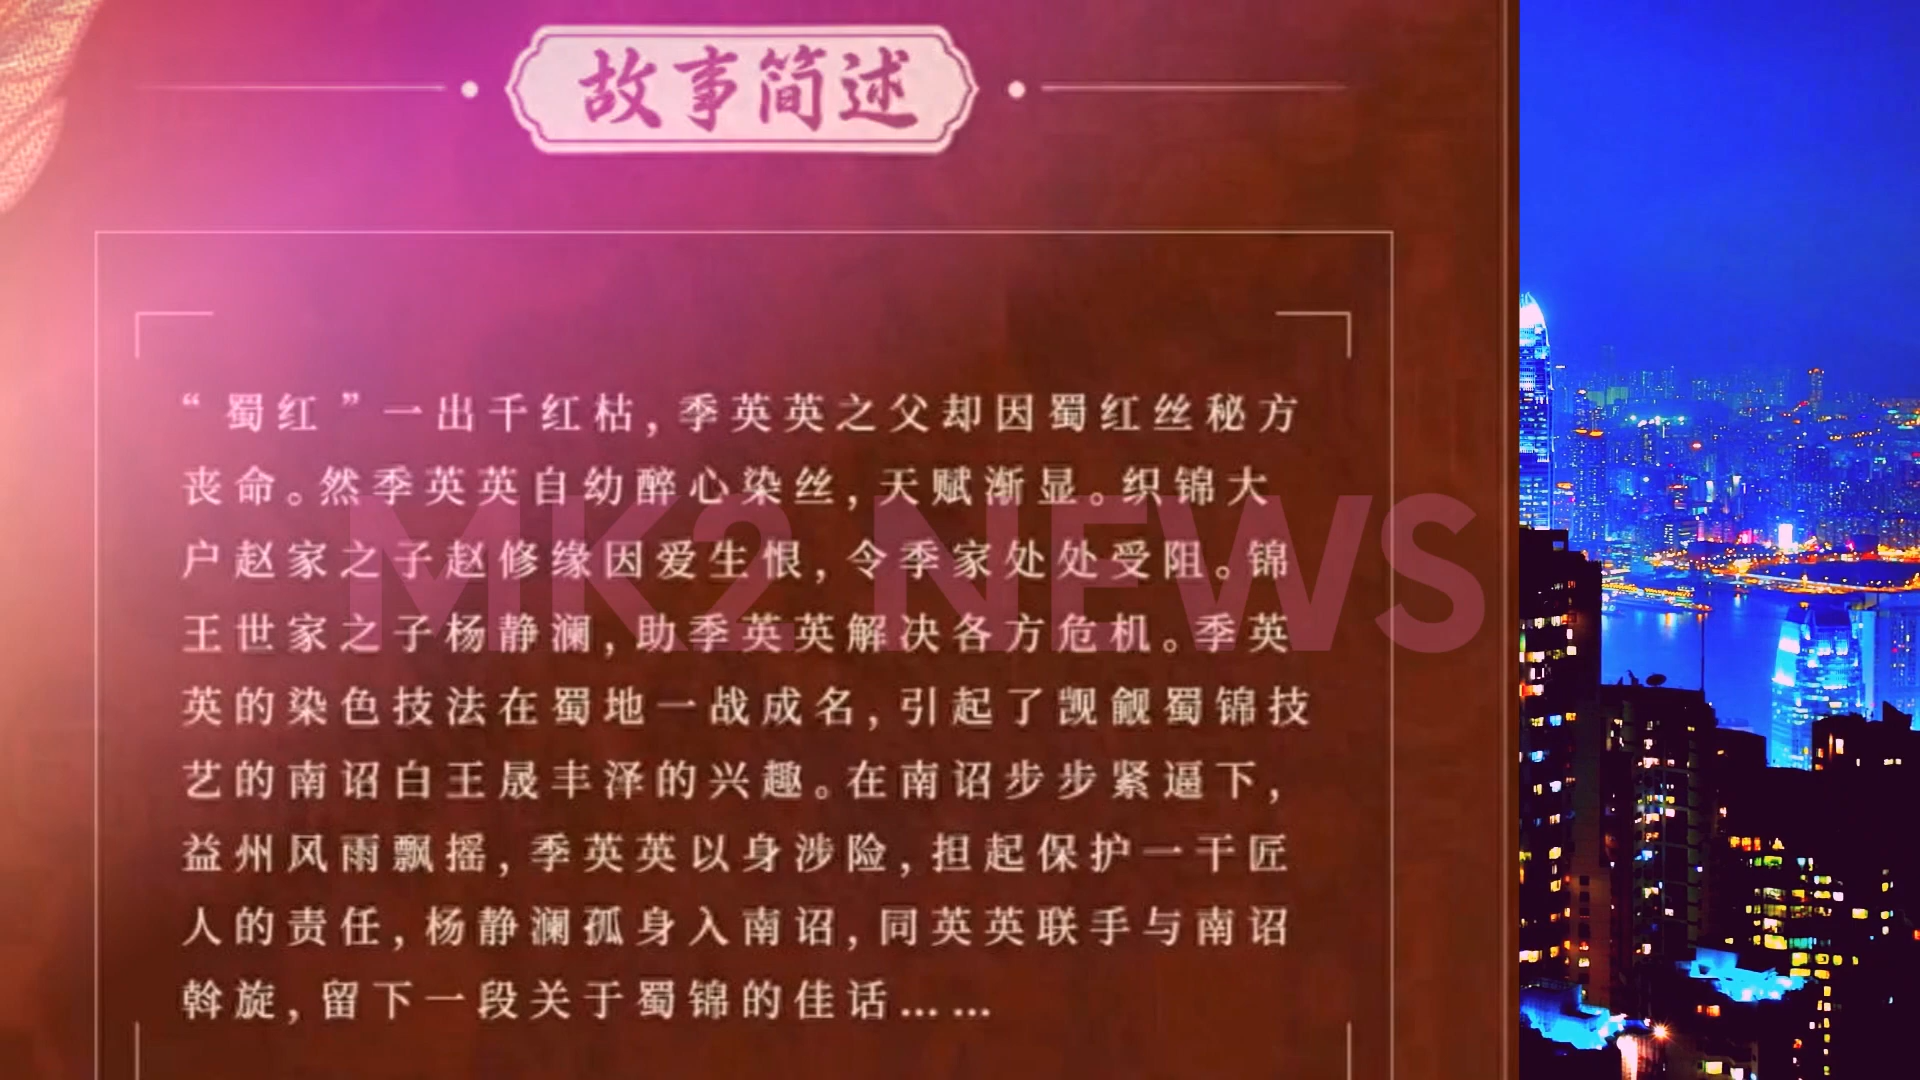 故事简述
“蜀红”一出千红枯,季英英之父却因蜀红丝秘方
丧命。然季英英自幼醉心染丝,天赋渐显。织锦大
户赵家之子赵修缘因爱生恨,令季家处处受阻。锦
王世家之子杨静澜,助季英英解决各方危机。季英
英的染色技法在蜀地一战成名,引起了觊觎蜀锦技
艺的南诏白王晟丰泽的兴趣。在南诏步步紧逼下,
益州风雨飘摇,季英英以身涉险,担起保护一干匠
人的责任,杨静澜孤身入南诏,同英英联手与南诏
斡旋,留下一段关于蜀锦的佳话……
MK2 NEWS